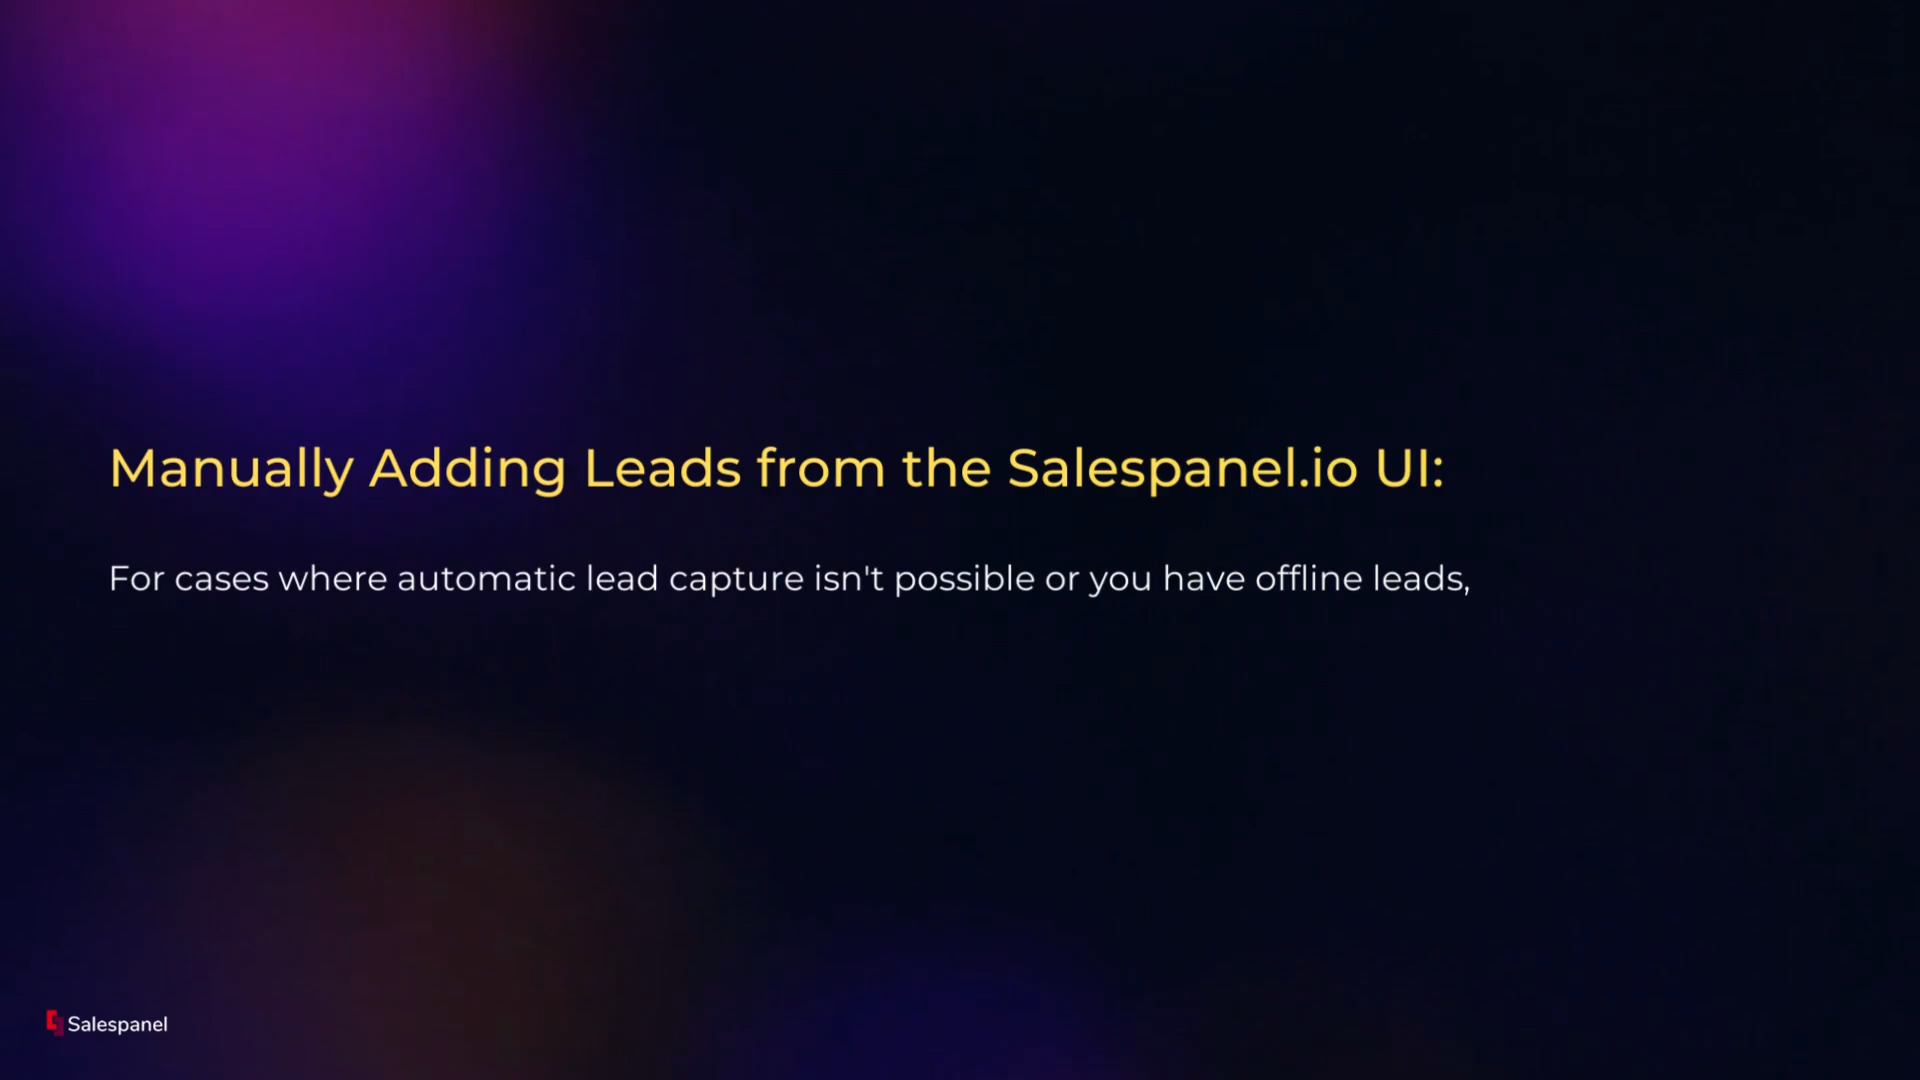 Manually Adding Leads from the Salespanel.io UI:
For cases where automatic lead capture isn't possible or you have offline leads,
Salespanel